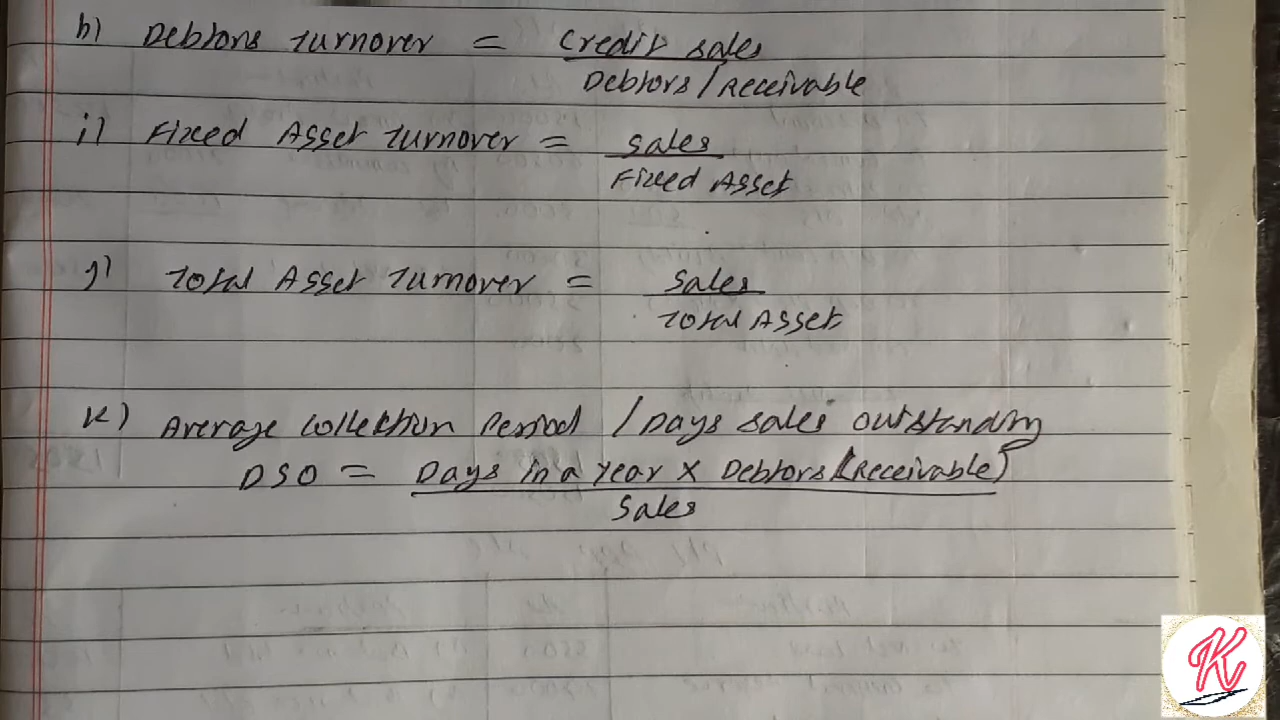 h) Debtors Turnover = Credit sales
Debtors/Receivable
i) Fixed Asset Turnover = Sales
Fixed Asset
j) Total Asset Turnover = Sales
Total Asset
k) Average Collection Period / Days sales outstanding
DSO = Days in a year X Debtors (Receivable)
Sales
K